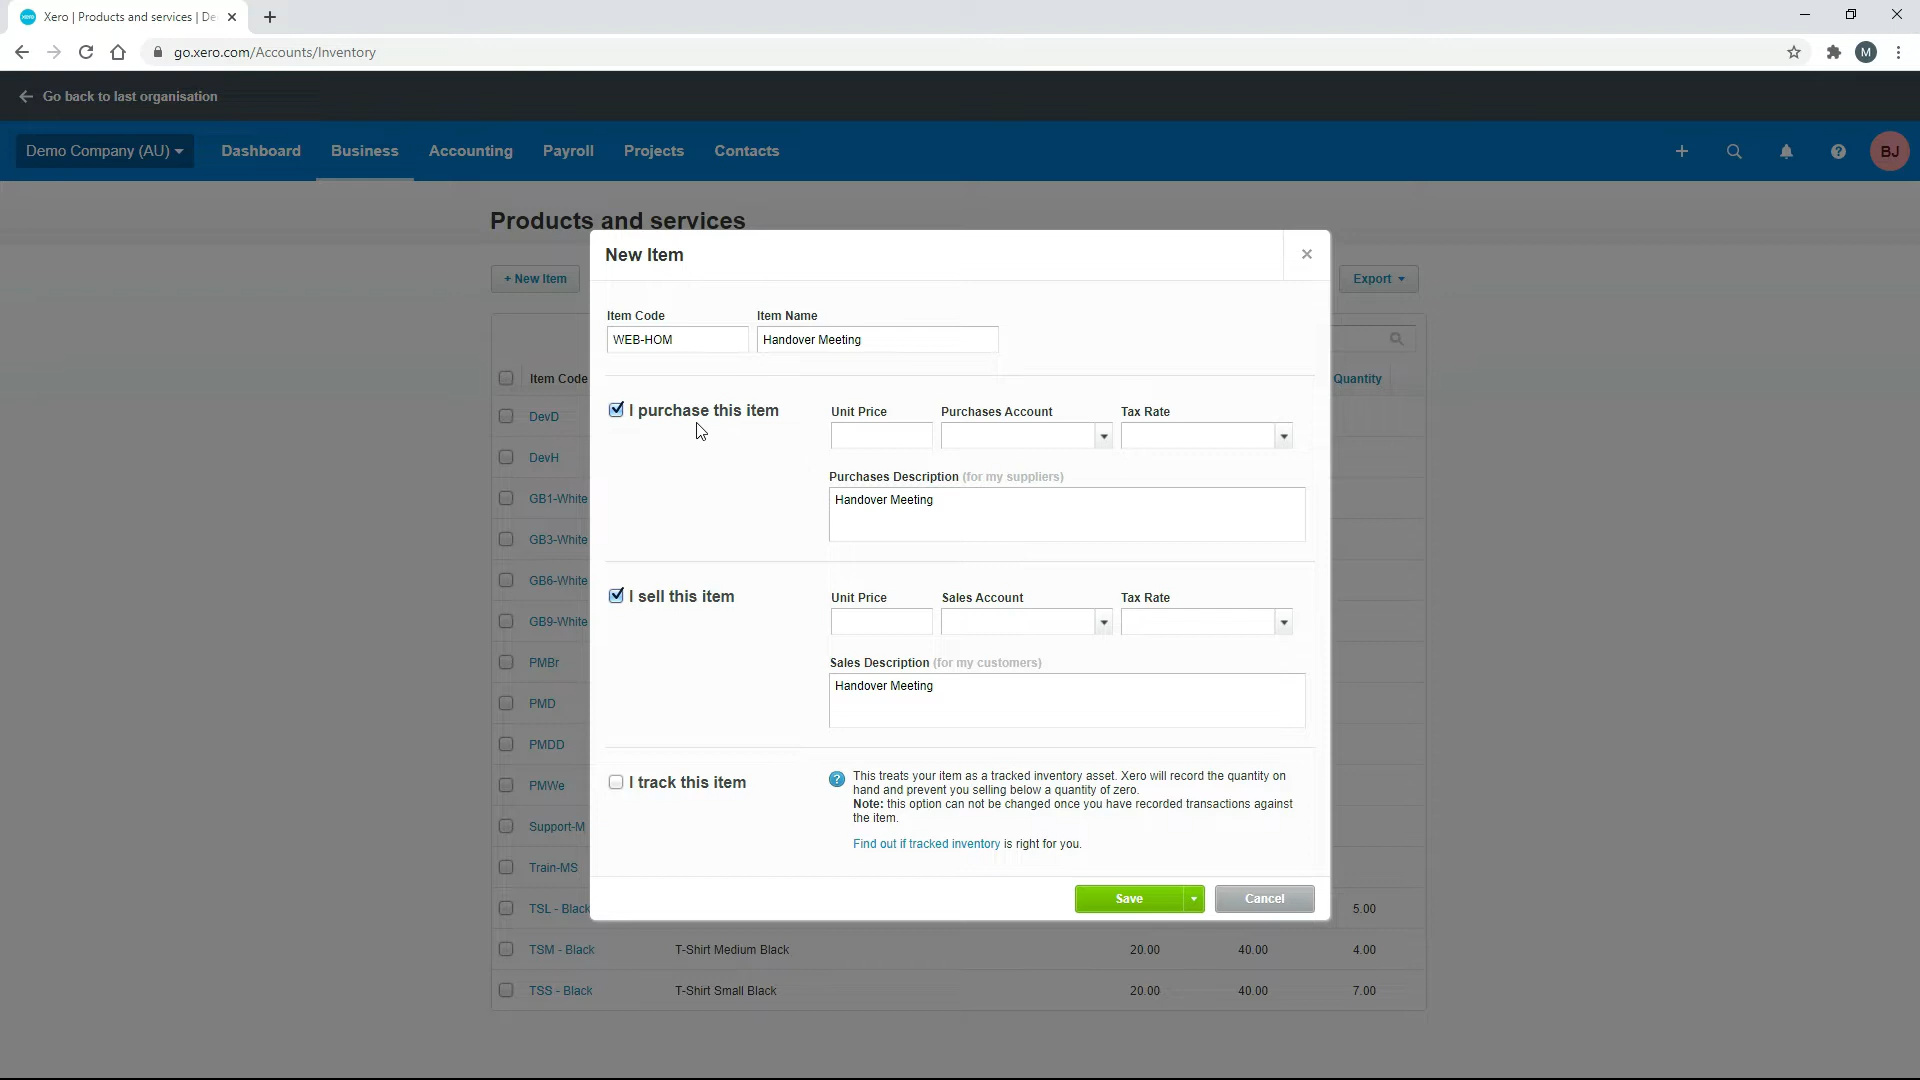 Xero | Products and services | De
go.xero.com/Accounts/Inventory
M
Go back to last organisation
Demo Company (AU)
Dashboard
Business
Accounting
Payroll
Projects
Contacts
BJ
Products and services
+ New Item
Export
New Item
Item Code
Item Name
WEB-HOM
Handover Meeting
Item Code
Quantity
I purchase this item
Unit Price
Purchases Account
Tax Rate
Purchases Description (for my suppliers)
Handover Meeting
I sell this item
Unit Price
Sales Account
Tax Rate
Sales Description (for my customers)
Handover Meeting
I track this item
This treats your item as a tracked inventory asset. Xero will record the quantity on
hand and prevent you selling below a quantity of zero.
Note: this option can not be changed once you have recorded transactions against
the item.
Find out if tracked inventory is right for you.
Save
Cancel
DevD
DevH
GB1-White
GB3-White
GB6-White
GB9-White
PMBr
PMD
PMDD
PMWe
Support-M
Train-MS
TSL - Black 5.00
TSM - Black T-Shirt Medium Black 20.00 40.00 4.00
TSS - Black T-Shirt Small Black 20.00 40.00 7.00